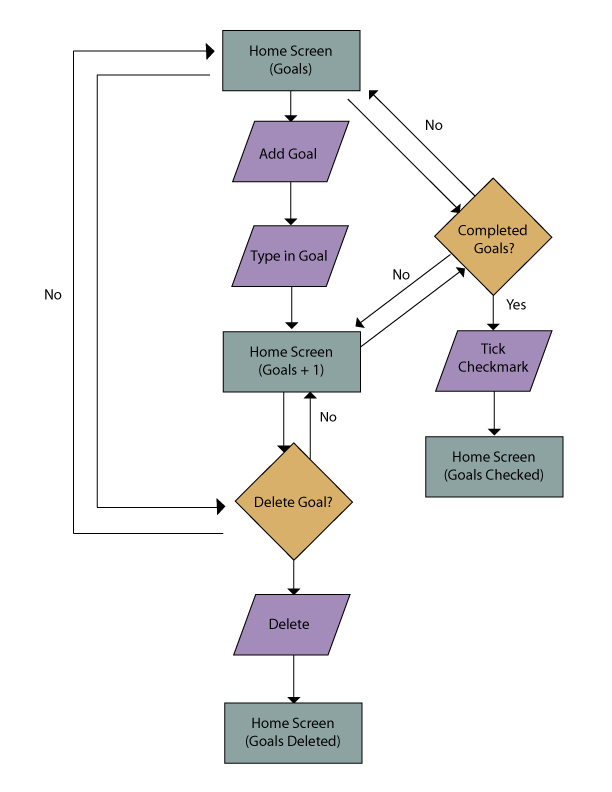 Home Screen
(Goals)
No
Add Goal
Completed
Goals?
Type in Goal
No
No
Yes
Home Screen
(Goals + 1)
Tick
Checkmark
No
Home Screen
(Goals Checked)
Delete Goal?
Delete
Home Screen
(Goals Deleted)